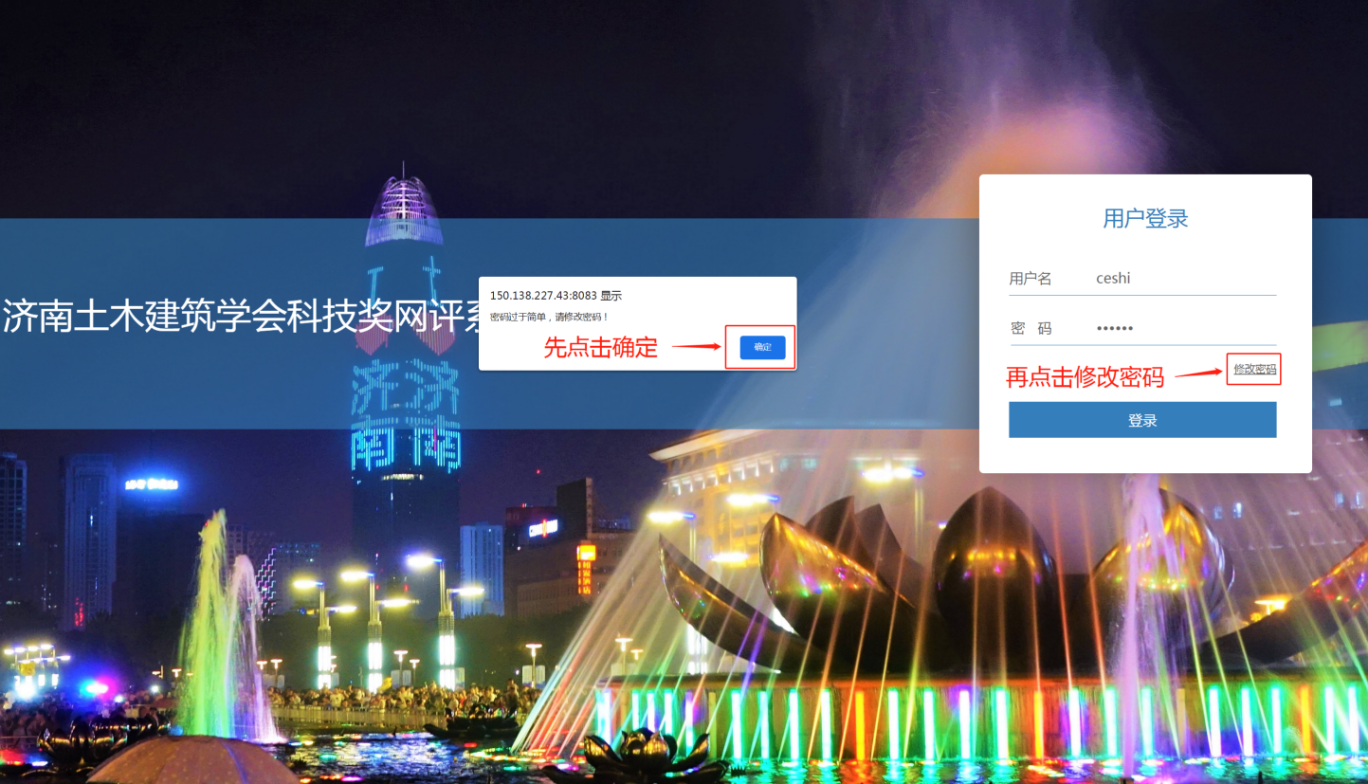 济南土木建筑学会科技奖网评系
150.138.227.43:8083 显示
密码过于简单，请修改密码！
先点击确定
确定
用户登录
用户名 ceshi
密 码 ••••••
再点击修改密码
修改密码
登录
济济
南南